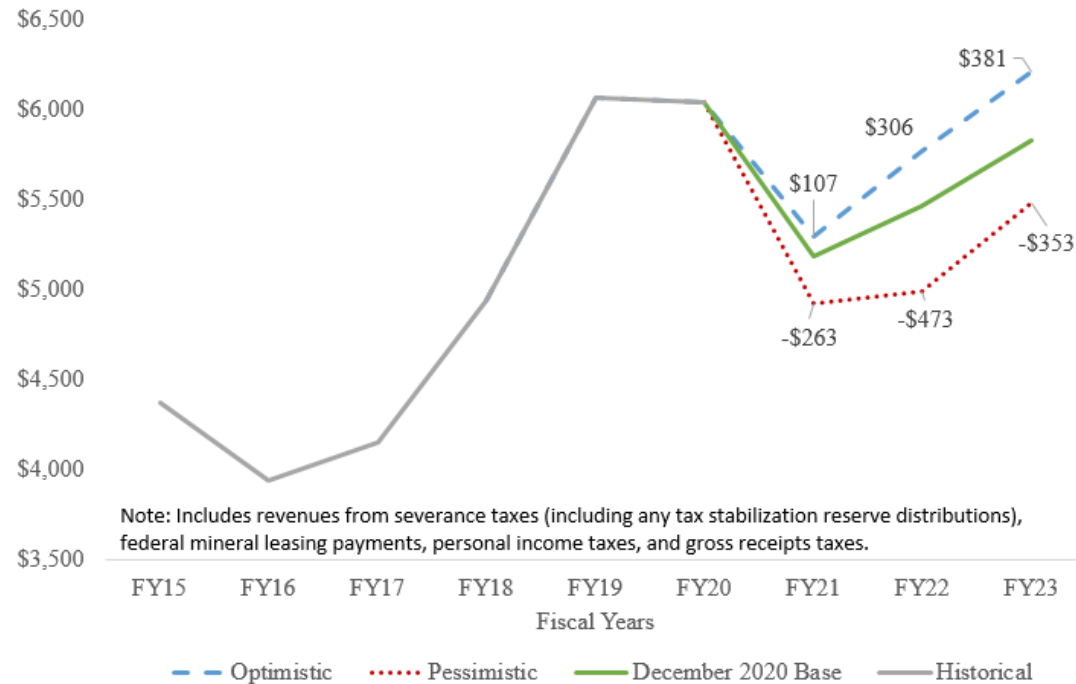 $6,500
$6,000
$5,500
$5,000
$4,500
$4,000
$3,500
$381
$306
$107
-$353
-$473
-$263
Note: Includes revenues from severance taxes (including any tax stabilization reserve distributions),
federal mineral leasing payments, personal income taxes, and gross receipts taxes.
FY15 FY16 FY17 FY18 FY19 FY20 FY21 FY22 FY23
Fiscal Years
Optimistic Pessimistic December 2020 Base Historical